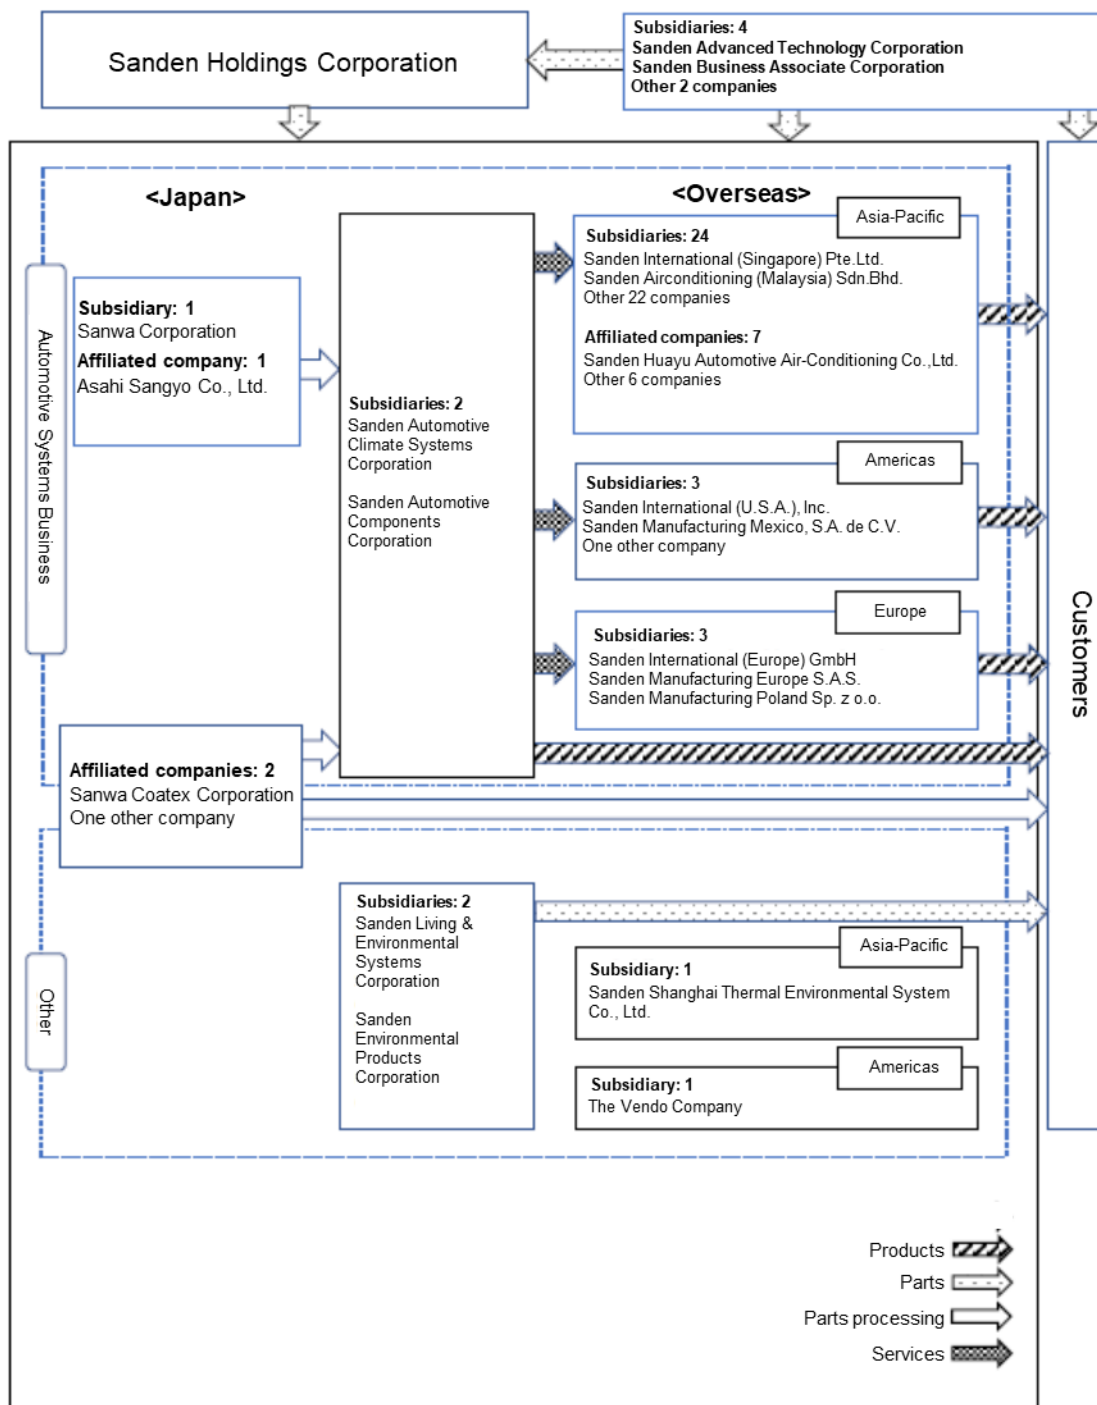 Sanden Holdings Corporation
Subsidiaries: 4
Sanden Advanced Technology Corporation
Sanden Business Associate Corporation
Other 2 companies
<Japan>
<Overseas>
Automotive Systems Business
Subsidiary: 1
Sanwa Corporation
Affiliated company: 1
Asahi Sangyo Co., Ltd.
Subsidiaries: 2
Sanden Automotive
Climate Systems
Corporation
Sanden Automotive
Components
Corporation
Asia-Pacific
Subsidiaries: 24
Sanden International (Singapore) Pte.Ltd.
Sanden Airconditioning (Malaysia) Sdn.Bhd.
Other 22 companies
Affiliated companies: 7
Sanden Huayu Automotive Air-Conditioning Co.,Ltd.
Other 6 companies
Americas
Subsidiaries: 3
Sanden International (U.S.A.), Inc.
Sanden Manufacturing Mexico, S.A. de C.V.
One other company
Europe
Subsidiaries: 3
Sanden International (Europe) GmbH
Sanden Manufacturing Europe S.A.S.
Sanden Manufacturing Poland Sp. z o.o.
Customers
Affiliated companies: 2
Sanwa Coatex Corporation
One other company
Other
Subsidiaries: 2
Sanden Living &
Environmental
Systems
Corporation
Sanden
Environmental
Products
Corporation
Asia-Pacific
Subsidiary: 1
Sanden Shanghai Thermal Environmental System
Co., Ltd.
Americas
Subsidiary: 1
The Vendo Company
Products
Parts
Parts processing
Services